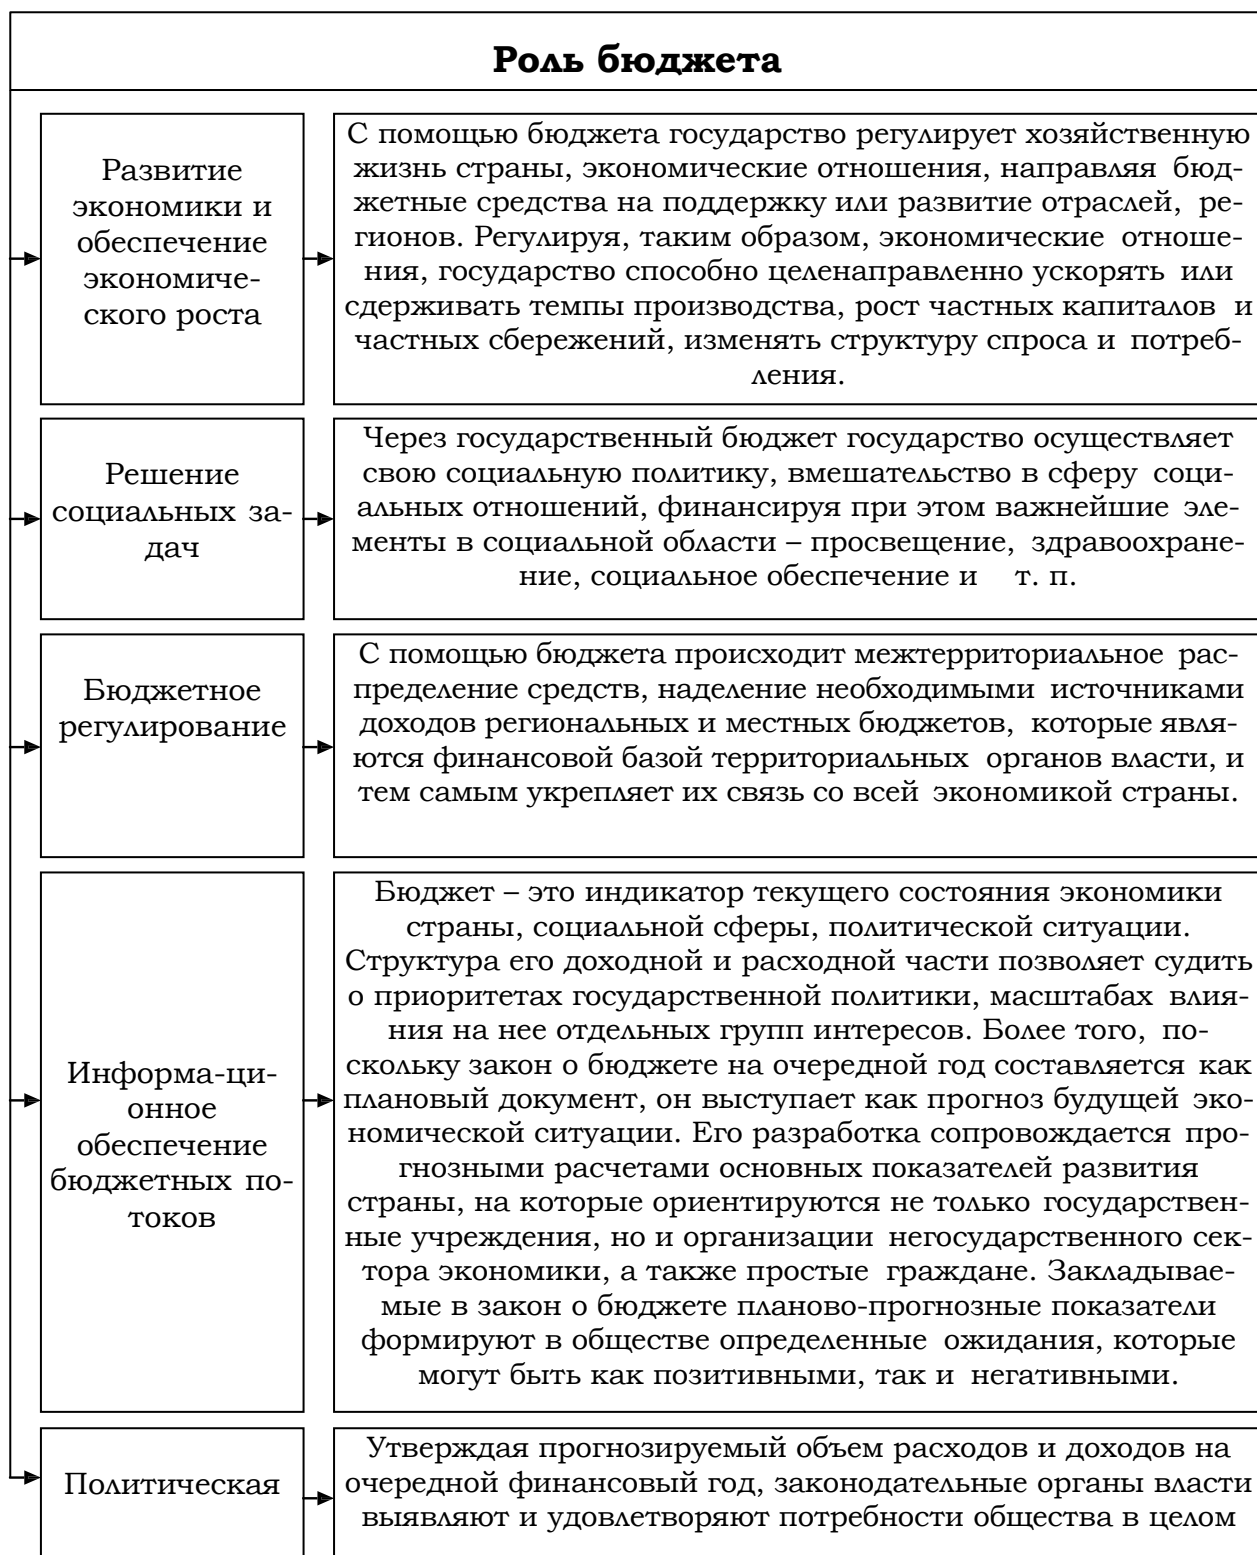 Роль бюджета
Развитие
экономики и
обеспечение
экономиче-
ского роста
С помощью бюджета государство регулирует хозяйственную
жизнь страны, экономические отношения, направляя бюд-
жетные средства на поддержку или развитие отраслей, ре-
гионов. Регулируя, таким образом, экономические отноше-
ния, государство способно целенаправленно ускорять или
сдерживать темпы производства, рост частных капиталов и
частных сбережений, изменять структуру спроса и потреб-
ления.
Решение
социальных за-
дач
Через государственный бюджет государство осуществляет
свою социальную политику, вмешательство в сферу соци-
альных отношений, финансируя при этом важнейшие эле-
менты в социальной области – просвещение, здравоохране-
ние, социальное обеспечение и т. п.
Бюджетное
регулирование
С помощью бюджета происходит межтерриториальное рас-
пределение средств, наделение необходимыми источниками
доходов региональных и местных бюджетов, которые явля-
ются финансовой базой территориальных органов власти, и
тем самым укрепляет их связь со всей экономикой страны.
Информа-ци-
онное
обеспечение
бюджетных по-
токов
Бюджет – это индикатор текущего состояния экономики
страны, социальной сферы, политической ситуации.
Структура его доходной и расходной части позволяет судить
о приоритетах государственной политики, масштабах влия-
ния на нее отдельных групп интересов. Более того, по-
скольку закон о бюджете на очередной год составляется как
плановый документ, он выступает как прогноз будущей эко-
номической ситуации. Его разработка сопровождается про-
гнозными расчетами основных показателей развития
страны, на которые ориентируются не только государствен-
ные учреждения, но и организации негосударственного сек-
тора экономики, а также простые граждане. Закладывае-
мые в закон о бюджете планово-прогнозные показатели
формируют в обществе определенные ожидания, которые
могут быть как позитивными, так и негативными.
Политическая
Утверждая прогнозируемый объем расходов и доходов на
очередной финансовый год, законодательные органы власти
выявляют и удовлетворяют потребности общества в целом